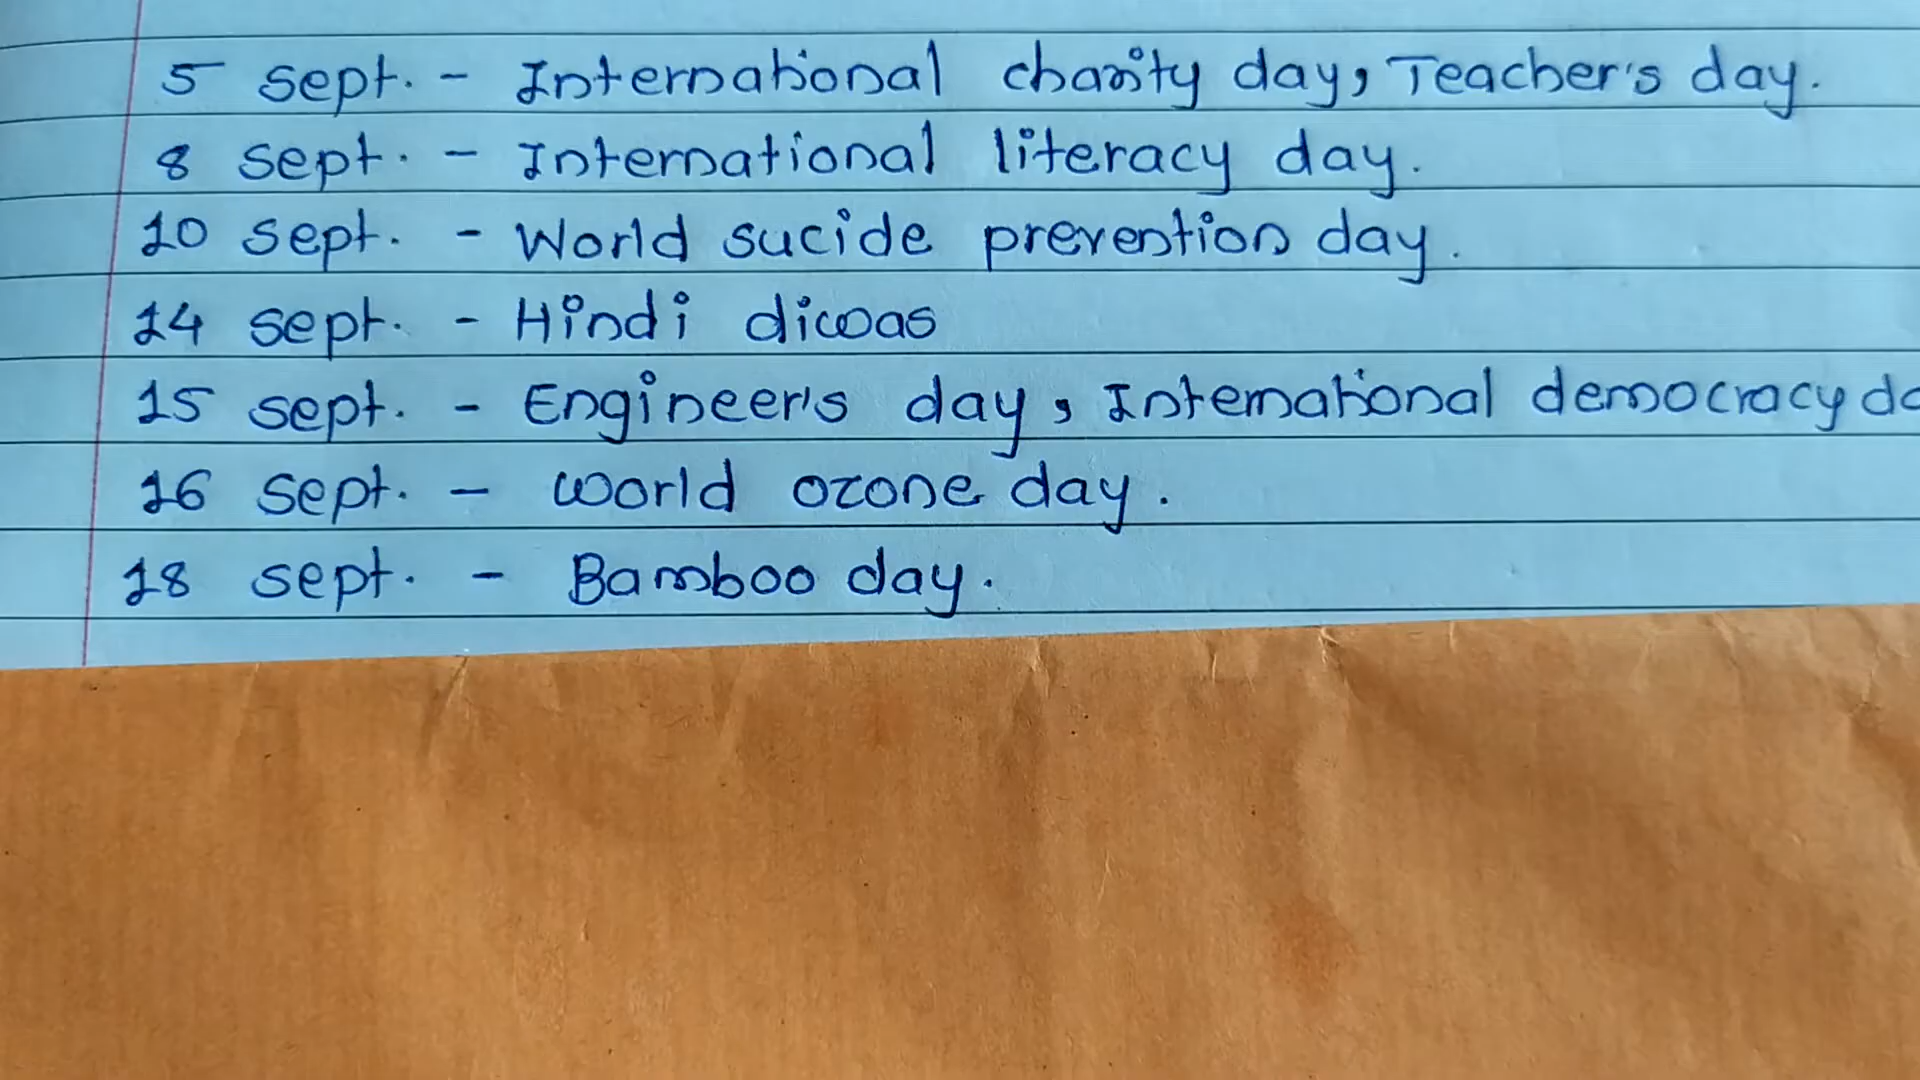 5 sept. - International charity day, Teacher's day.
8 sept. - International literacy day.
10 sept. - World sucide prevention day.
14 sept. - Hindi diwas
15 sept. - Engineer's day, International democracy da
16 sept. - World ozone day.
18 sept. - Bamboo day.